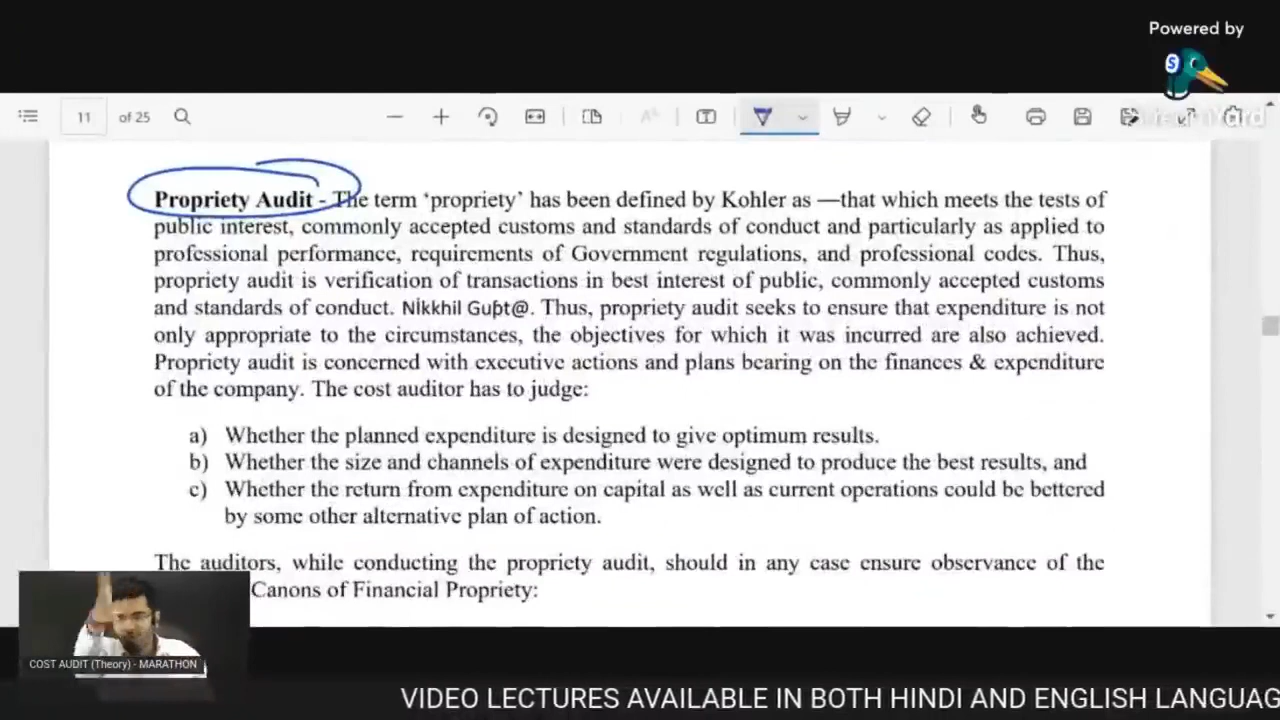 Powered by
11 of 25
Propriety Audit - The term ‘propriety’ has been defined by Kohler as —that which meets the tests of
public interest, commonly accepted customs and standards of conduct and particularly as applied to
professional performance, requirements of Government regulations, and professional codes. Thus,
propriety audit is verification of transactions in best interest of public, commonly accepted customs
and standards of conduct. Nİkkhil Guþt@. Thus, propriety audit seeks to ensure that expenditure is not
only appropriate to the circumstances, the objectives for which it was incurred are also achieved.
Propriety audit is concerned with executive actions and plans bearing on the finances & expenditure
of the company. The cost auditor has to judge:
a) Whether the planned expenditure is designed to give optimum results.
b) Whether the size and channels of expenditure were designed to produce the best results, and
c) Whether the return from expenditure on capital as well as current operations could be bettered
by some other alternative plan of action.
The auditors, while conducting the propriety audit, should in any case ensure observance of the
Canons of Financial Propriety:
COST AUDIT (Theory) - MARATHON
VIDEO LECTURES AVAILABLE IN BOTH HINDI AND ENGLISH LANGUAG